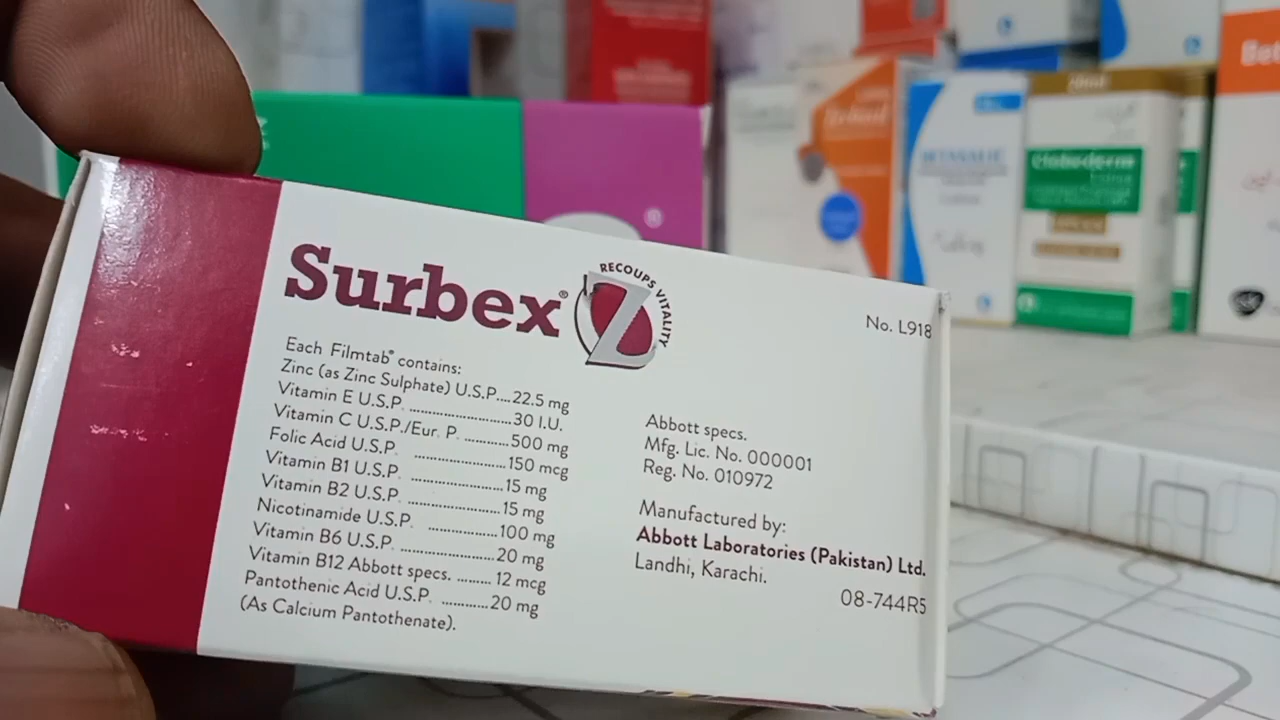 Surbex® Z
RECOUPS VITALITY
No. L918
Each Filmtab® contains:
Zinc (as Zinc Sulphate) U.S.P....22.5 mg
Vitamin E U.S.P. ......................30 I.U.
Vitamin C U.S.P./Eur. P. ............500 mg
Folic Acid U.S.P. ......................150 mcg
Vitamin B1 U.S.P. ......................15 mg
Vitamin B2 U.S.P. ......................15 mg
Nicotinamide U.S.P. .................100 mg
Vitamin B6 U.S.P. ......................20 mg
Vitamin B12 Abbott specs. ......... 12 mcg
Pantothenic Acid U.S.P. ............20 mg
(As Calcium Pantothenate).
Abbott specs.
Mfg. Lic. No. 000001
Reg. No. 010972
Manufactured by:
Abbott Laboratories (Pakistan) Ltd.
Landhi, Karachi.
08-744R5
gsk